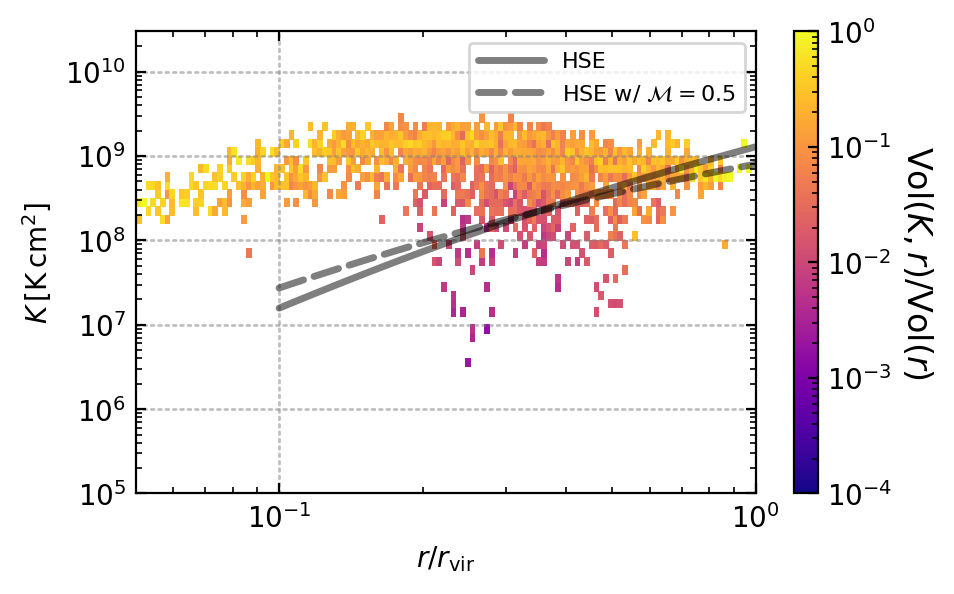 HSE
HSE w/ ℳ = 0.5
10¹⁰
10⁹
10⁸
10⁷
10⁶
10⁵
K [K cm²]
10⁻¹
10⁰
r/r_vir
10⁰
10⁻¹
10⁻²
10⁻³
10⁻⁴
Vol(K, r)/Vol(r)